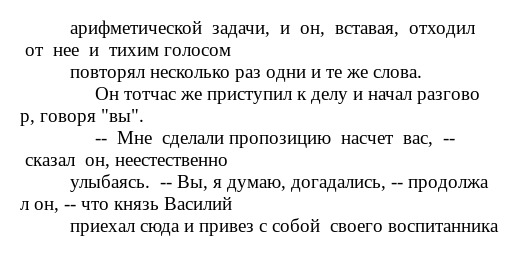 арифметической задачи, и он, вставая, отходил
от нее и тихим голосом
повторял несколько раз одни и те же слова.
Он тотчас же приступил к делу и начал разгово
р, говоря "вы".
-- Мне сделали пропозицию насчет вас, --
сказал он, неестественно
улыбаясь. -- Вы, я думаю, догадались, -- продолжа
л он, -- что князь Василий
приехал сюда и привез с собой своего воспитанника